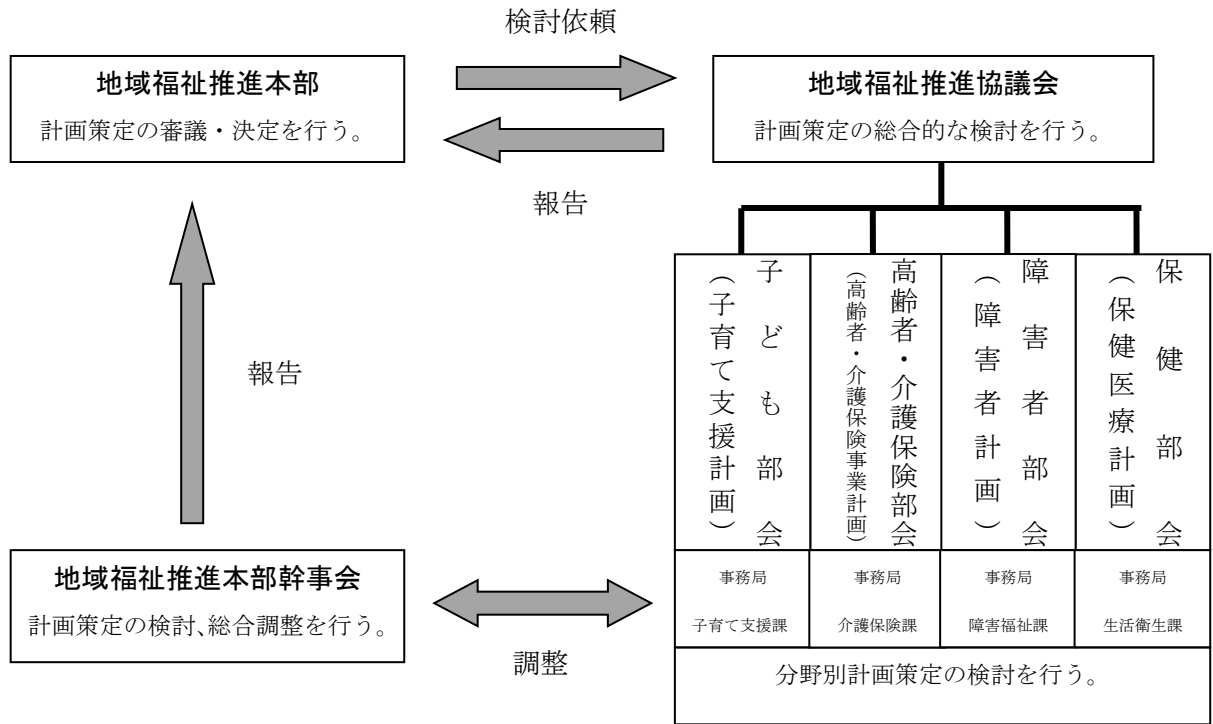 検討依頼
地域福祉推進本部
計画策定の審議・決定を行う。
地域福祉推進協議会
計画策定の総合的な検討を行う。
報告
子ども部会
（子育て支援計画）
高齢者・介護保険部会
（高齢者・介護保険事業計画）
障害者部会
（障害者計画）
保健部会
（保健医療計画）
報告
地域福祉推進本部幹事会
計画策定の検討、総合調整を行う。
調整
事務局
子育て支援課
事務局
介護保険課
事務局
障害福祉課
事務局
生活衛生課
分野別計画策定の検討を行う。